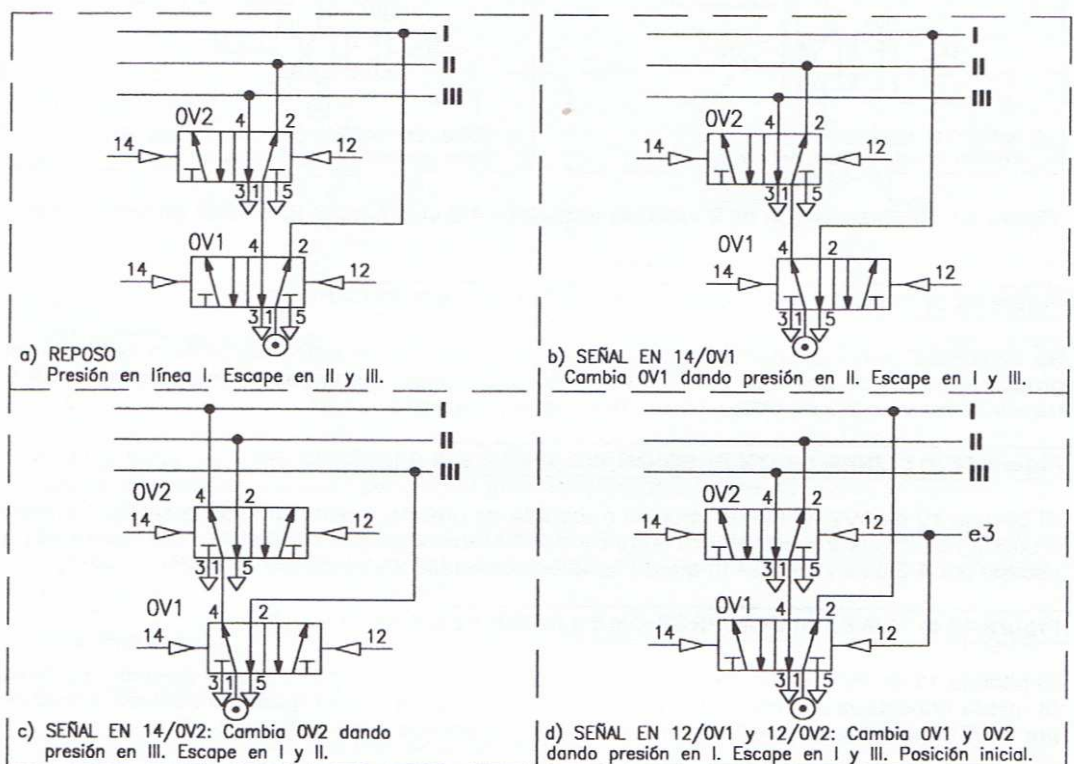 I
II
III
0V2
4
2
14
12
3
1
5
0V1
4
2
14
12
3
1
5
a) REPOSO
Presión en línea I. Escape en II y III.
I
II
III
0V2
4
2
14
12
3
1
5
0V1
4
2
14
12
3
1
5
b) SEÑAL EN 14/0V1
Cambia 0V1 dando presión en II. Escape en I y III.
I
II
III
0V2
4
2
14
12
3
1
5
0V1
4
2
14
12
3
1
5
c) SEÑAL EN 14/0V2: Cambia 0V2 dando
presión en III. Escape en I y II.
I
II
III
0V2
4
2
14
12
e3
3
1
5
0V1
4
2
14
12
3
1
5
d) SEÑAL EN 12/0V1 y 12/0V2: Cambia 0V1 Y 0V2
dando presión en I. Escape en I y III. Posición inicial.